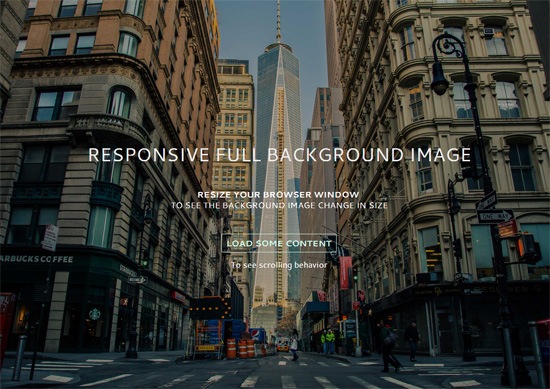 RESPONSIVE FULL BACKGROUND IMAGE
RESIZE YOUR BROWSER WINDOW
TO SEE THE BACKGROUND IMAGE CHANGE IN SIZE
LOAD SOME CONTENT
To see scrolling behavior
ONE WAY
ARBUCKS COFFEE